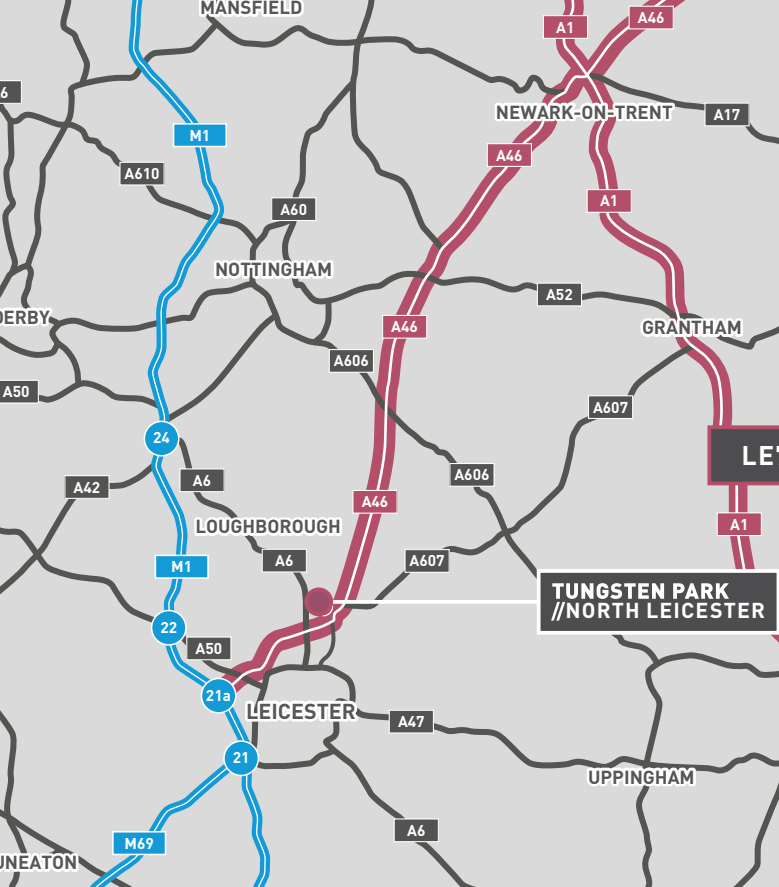 MANSFIELD
A46
A1
6
NEWARK-ON-TRENT
A17
M1
A46
A610
A1
A60
NOTTINGHAM
A52
DERBY
A46
GRANTHAM
A606
A50
A607
24
LE
A606
A6
A42
A46
LOUGHBOROUGH
A1
A6
A607
M1
TUNGSTEN PARK
//NORTH LEICESTER
22
A50
21a
LEICESTER
A47
21
UPPINGHAM
A6
M69
UNEATON